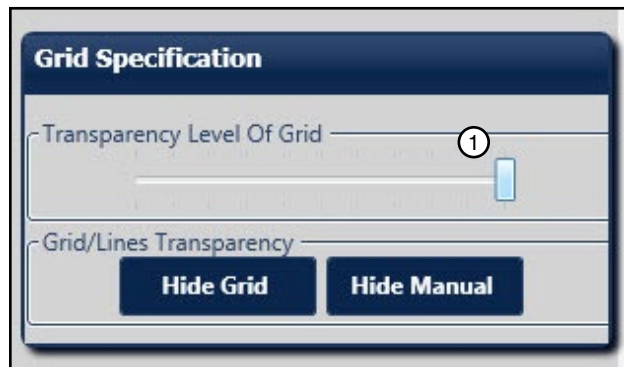 Grid Specification
Transparency Level Of Grid
1
Grid/Lines Transparency
Hide Grid Hide Manual